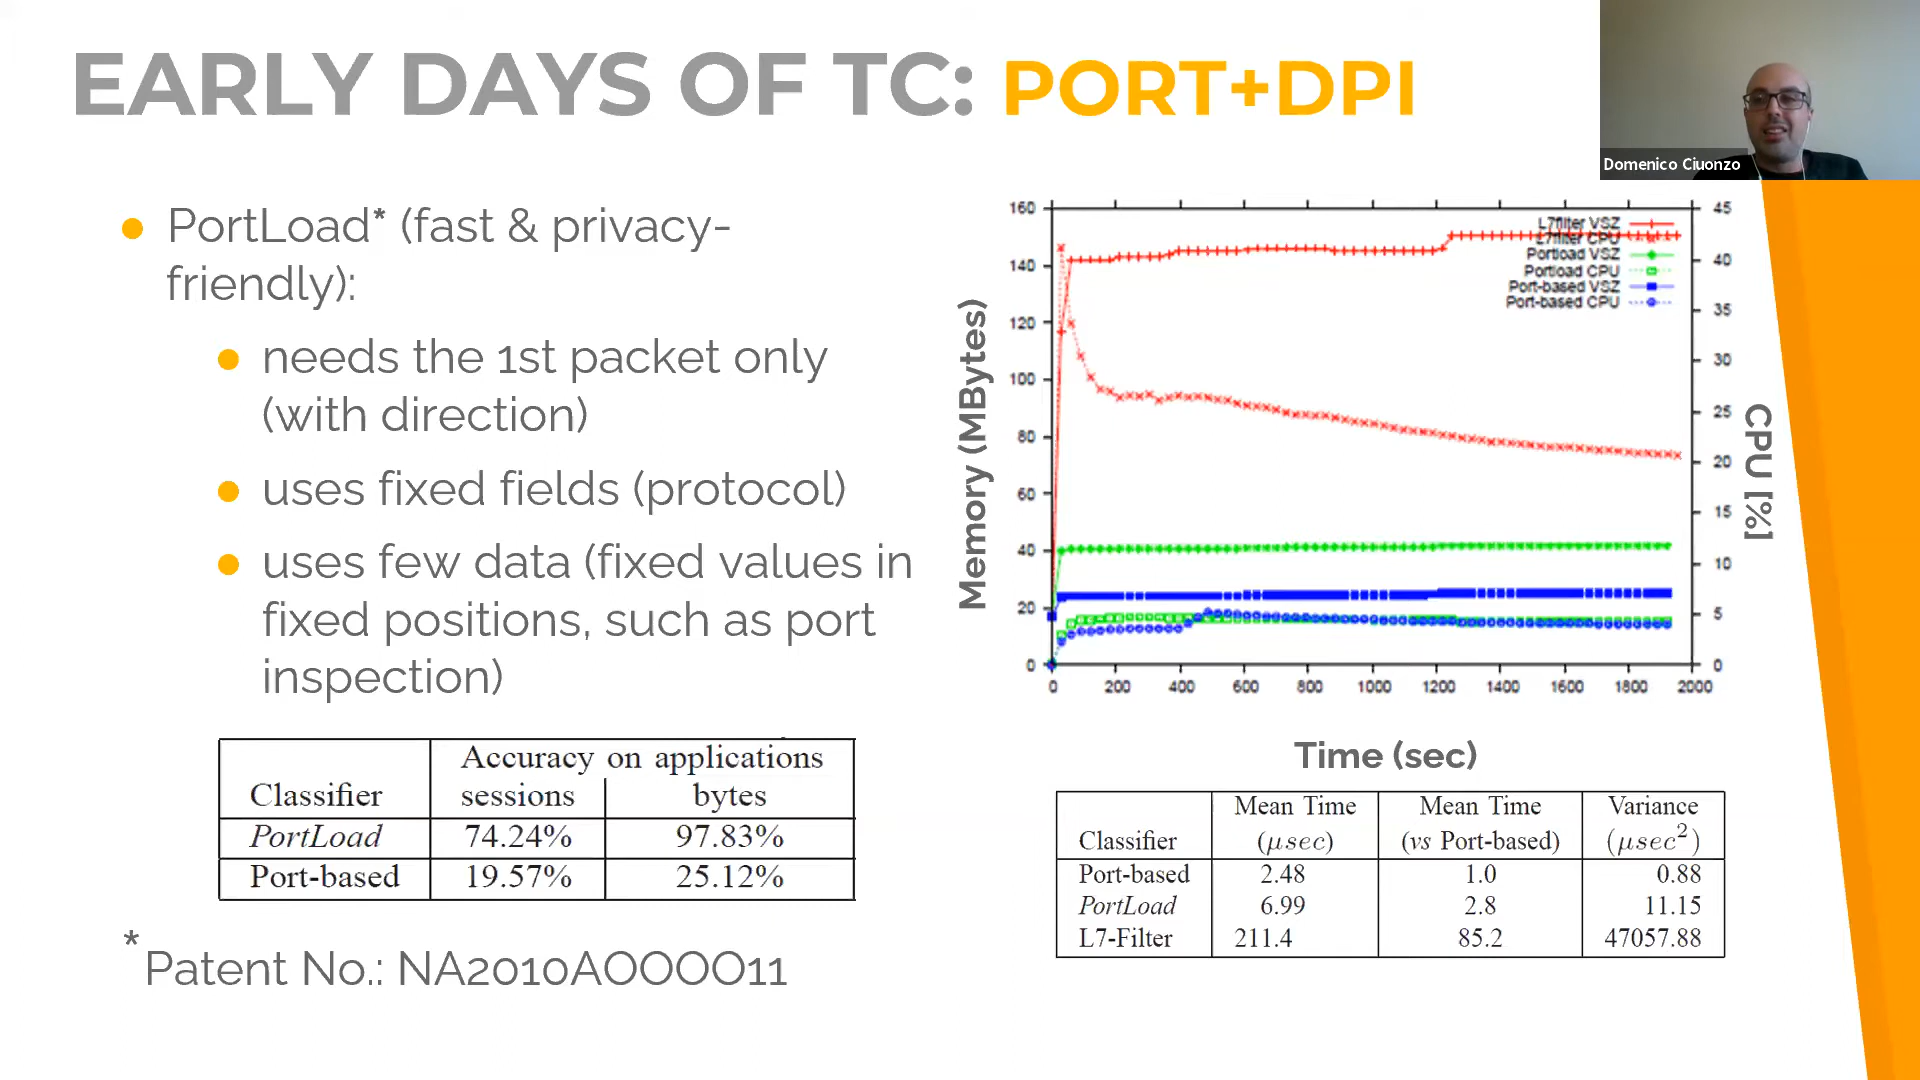 EARLY DAYS OF TC: PORT+DPI
Domenico Ciuonzo
PortLoad* (fast & privacy-
friendly):
needs the 1st packet only
(with direction)
uses fixed fields (protocol)
uses few data (fixed values in
fixed positions, such as port
inspection)
Accuracy on applications
Classifier sessions bytes
PortLoad 74.24% 97.83%
Port-based 19.57% 25.12%
*Patent No.: NA2010A000011
Memory (MBytes)
160
140
120
100
80
60
40
20
0
L7filter VSZ
L7filter CPU
Portload VSZ
Portload CPU
Port-based VSZ
Port-based CPU
45
40
35
30
25
20
15
10
5
0
CPU [%]
0 200 400 600 800 1000 1200 1400 1600 1800 2000
Time (sec)
Mean Time Mean Time Variance
Classifier (μsec) (vs Port-based) (μsec²)
Port-based 2.48 1.0 0.88
PortLoad 6.99 2.8 11.15
L7-Filter 211.4 85.2 47057.88